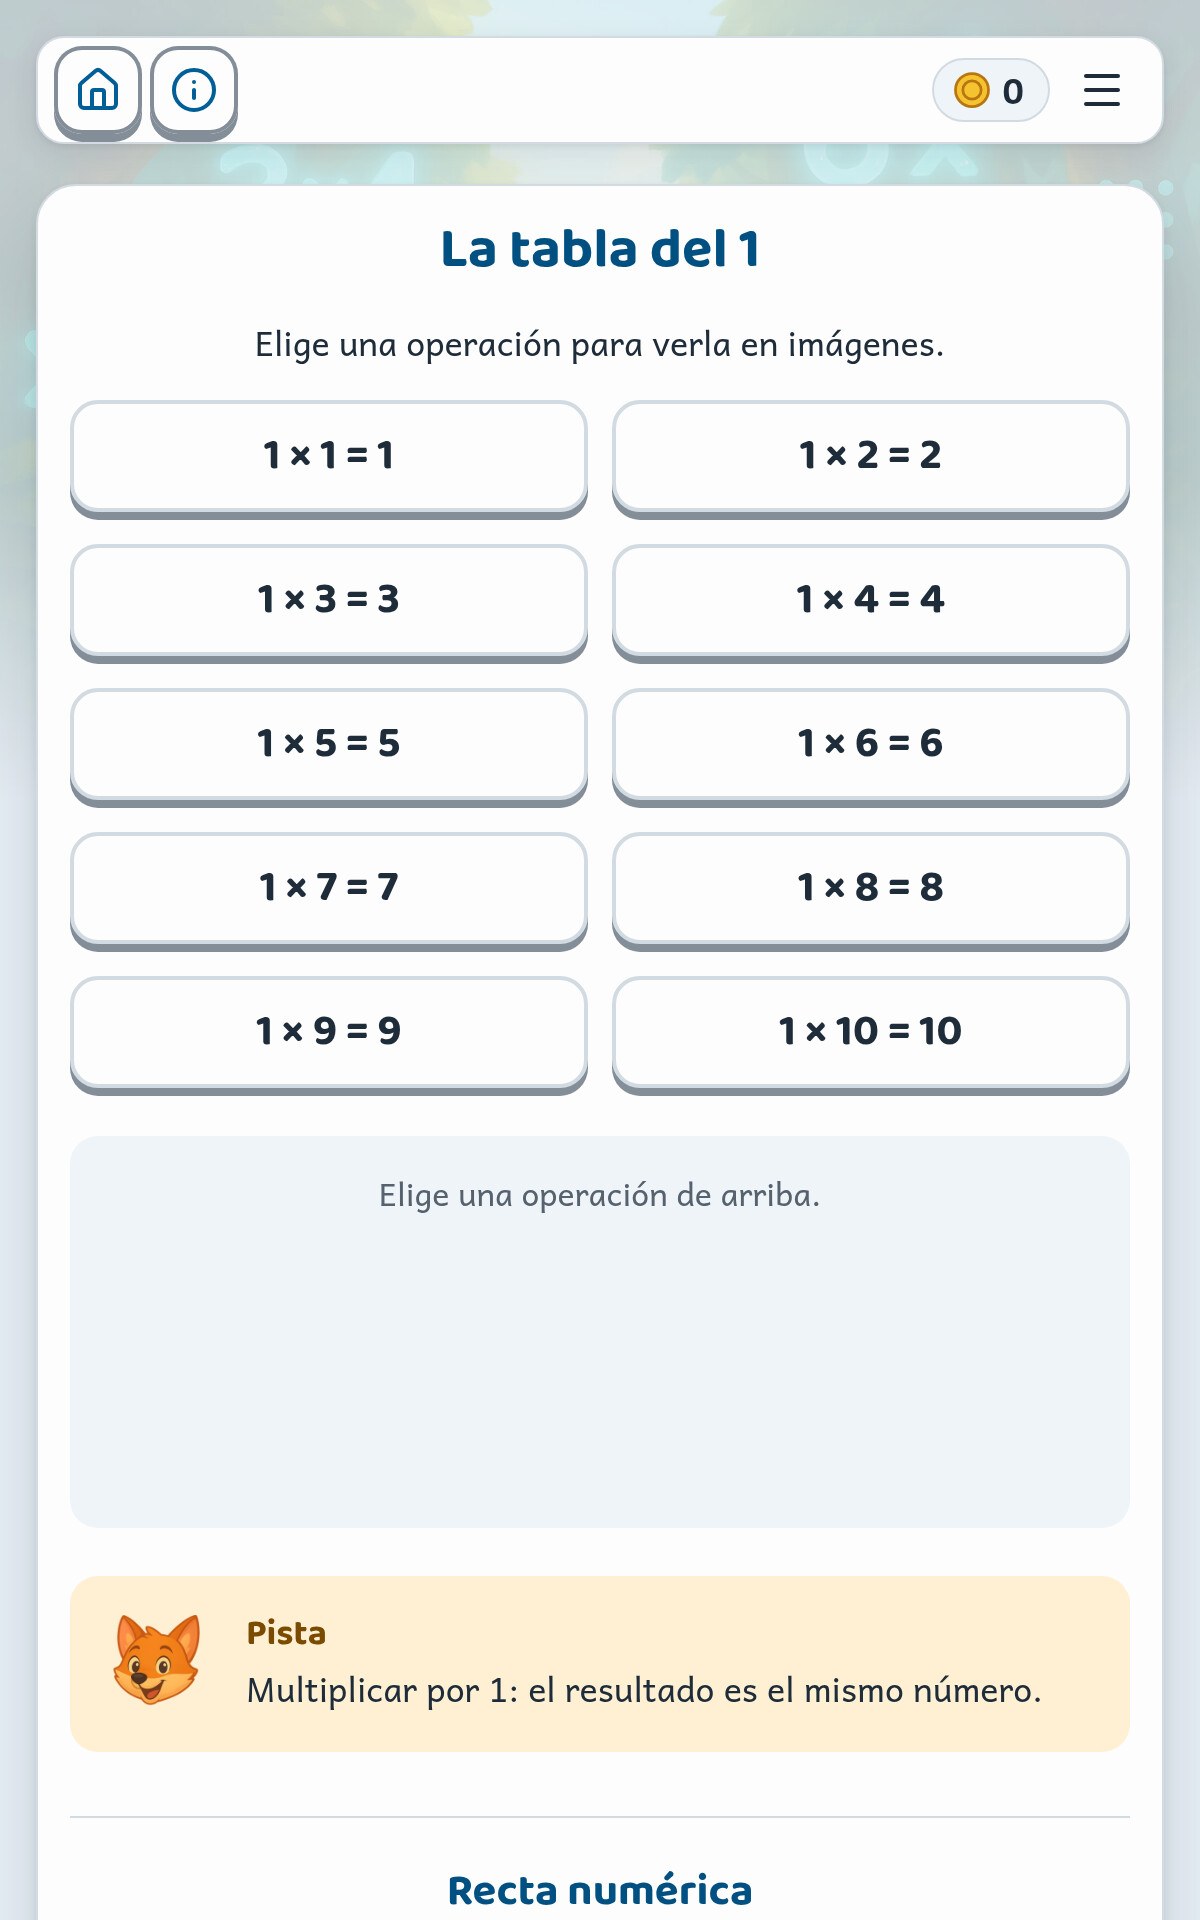 0
La tabla del 1
Elige una operación para verla en imágenes.
1 × 1 = 1
1 × 2 = 2
1 × 3 = 3
1 × 4 = 4
1 × 5 = 5
1 × 6 = 6
1 × 7 = 7
1 × 8 = 8
1 × 9 = 9
1 × 10 = 10
Elige una operación de arriba.
Pista
Multiplicar por 1: el resultado es el mismo número.
Recta numérica